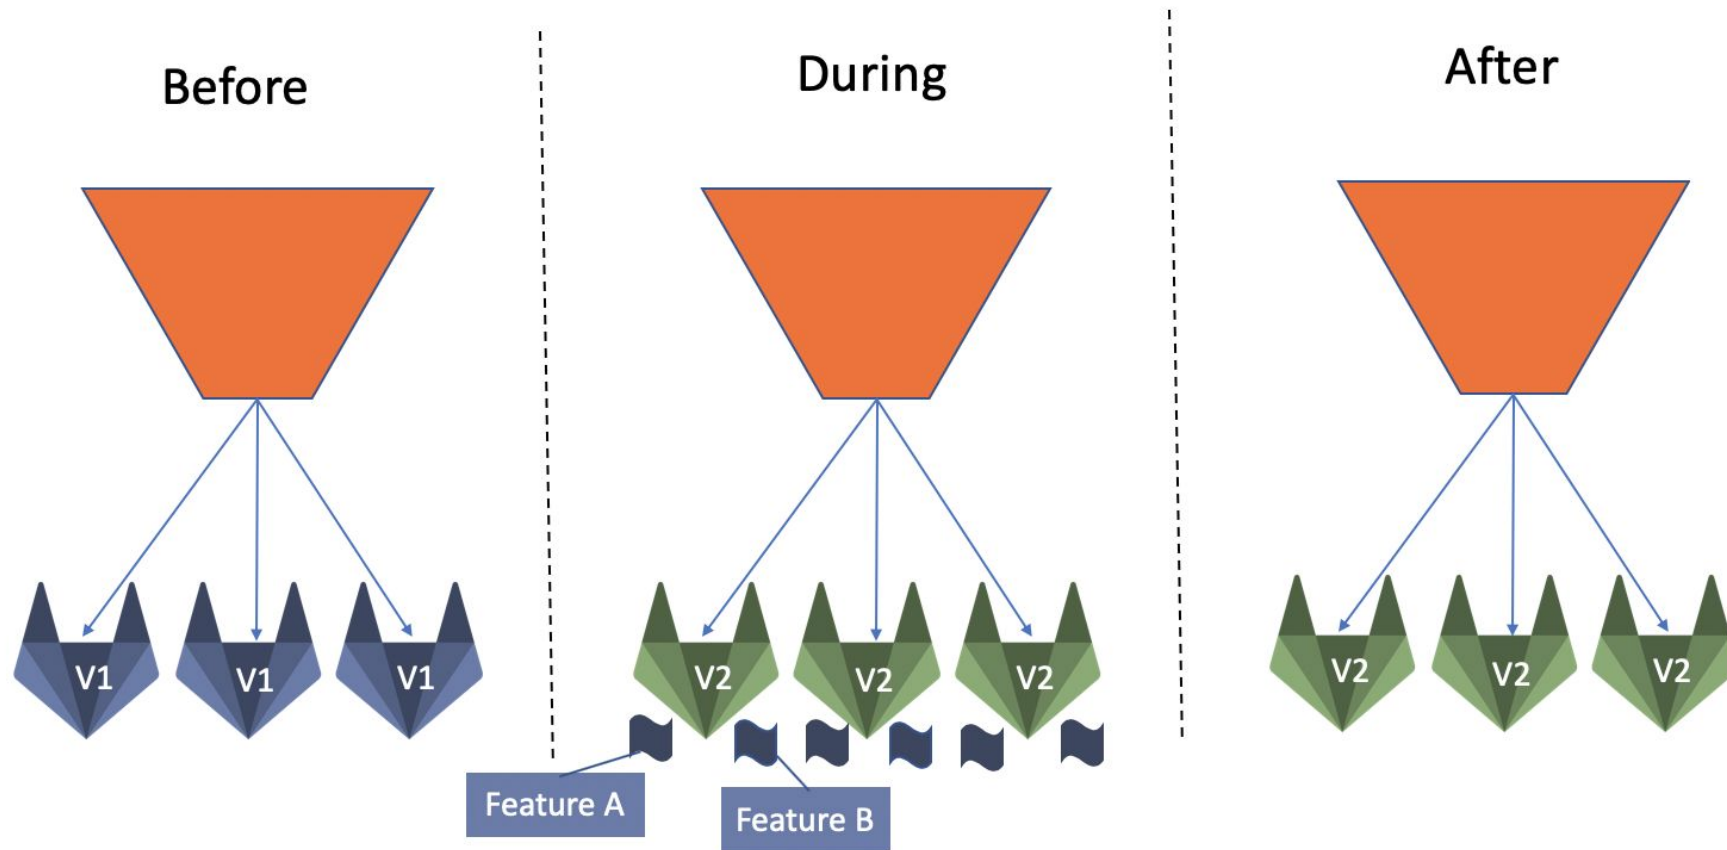 Before
During
After
V1
V1
V1
V2
V2
V2
V2
V2
V2
Feature A
Feature B